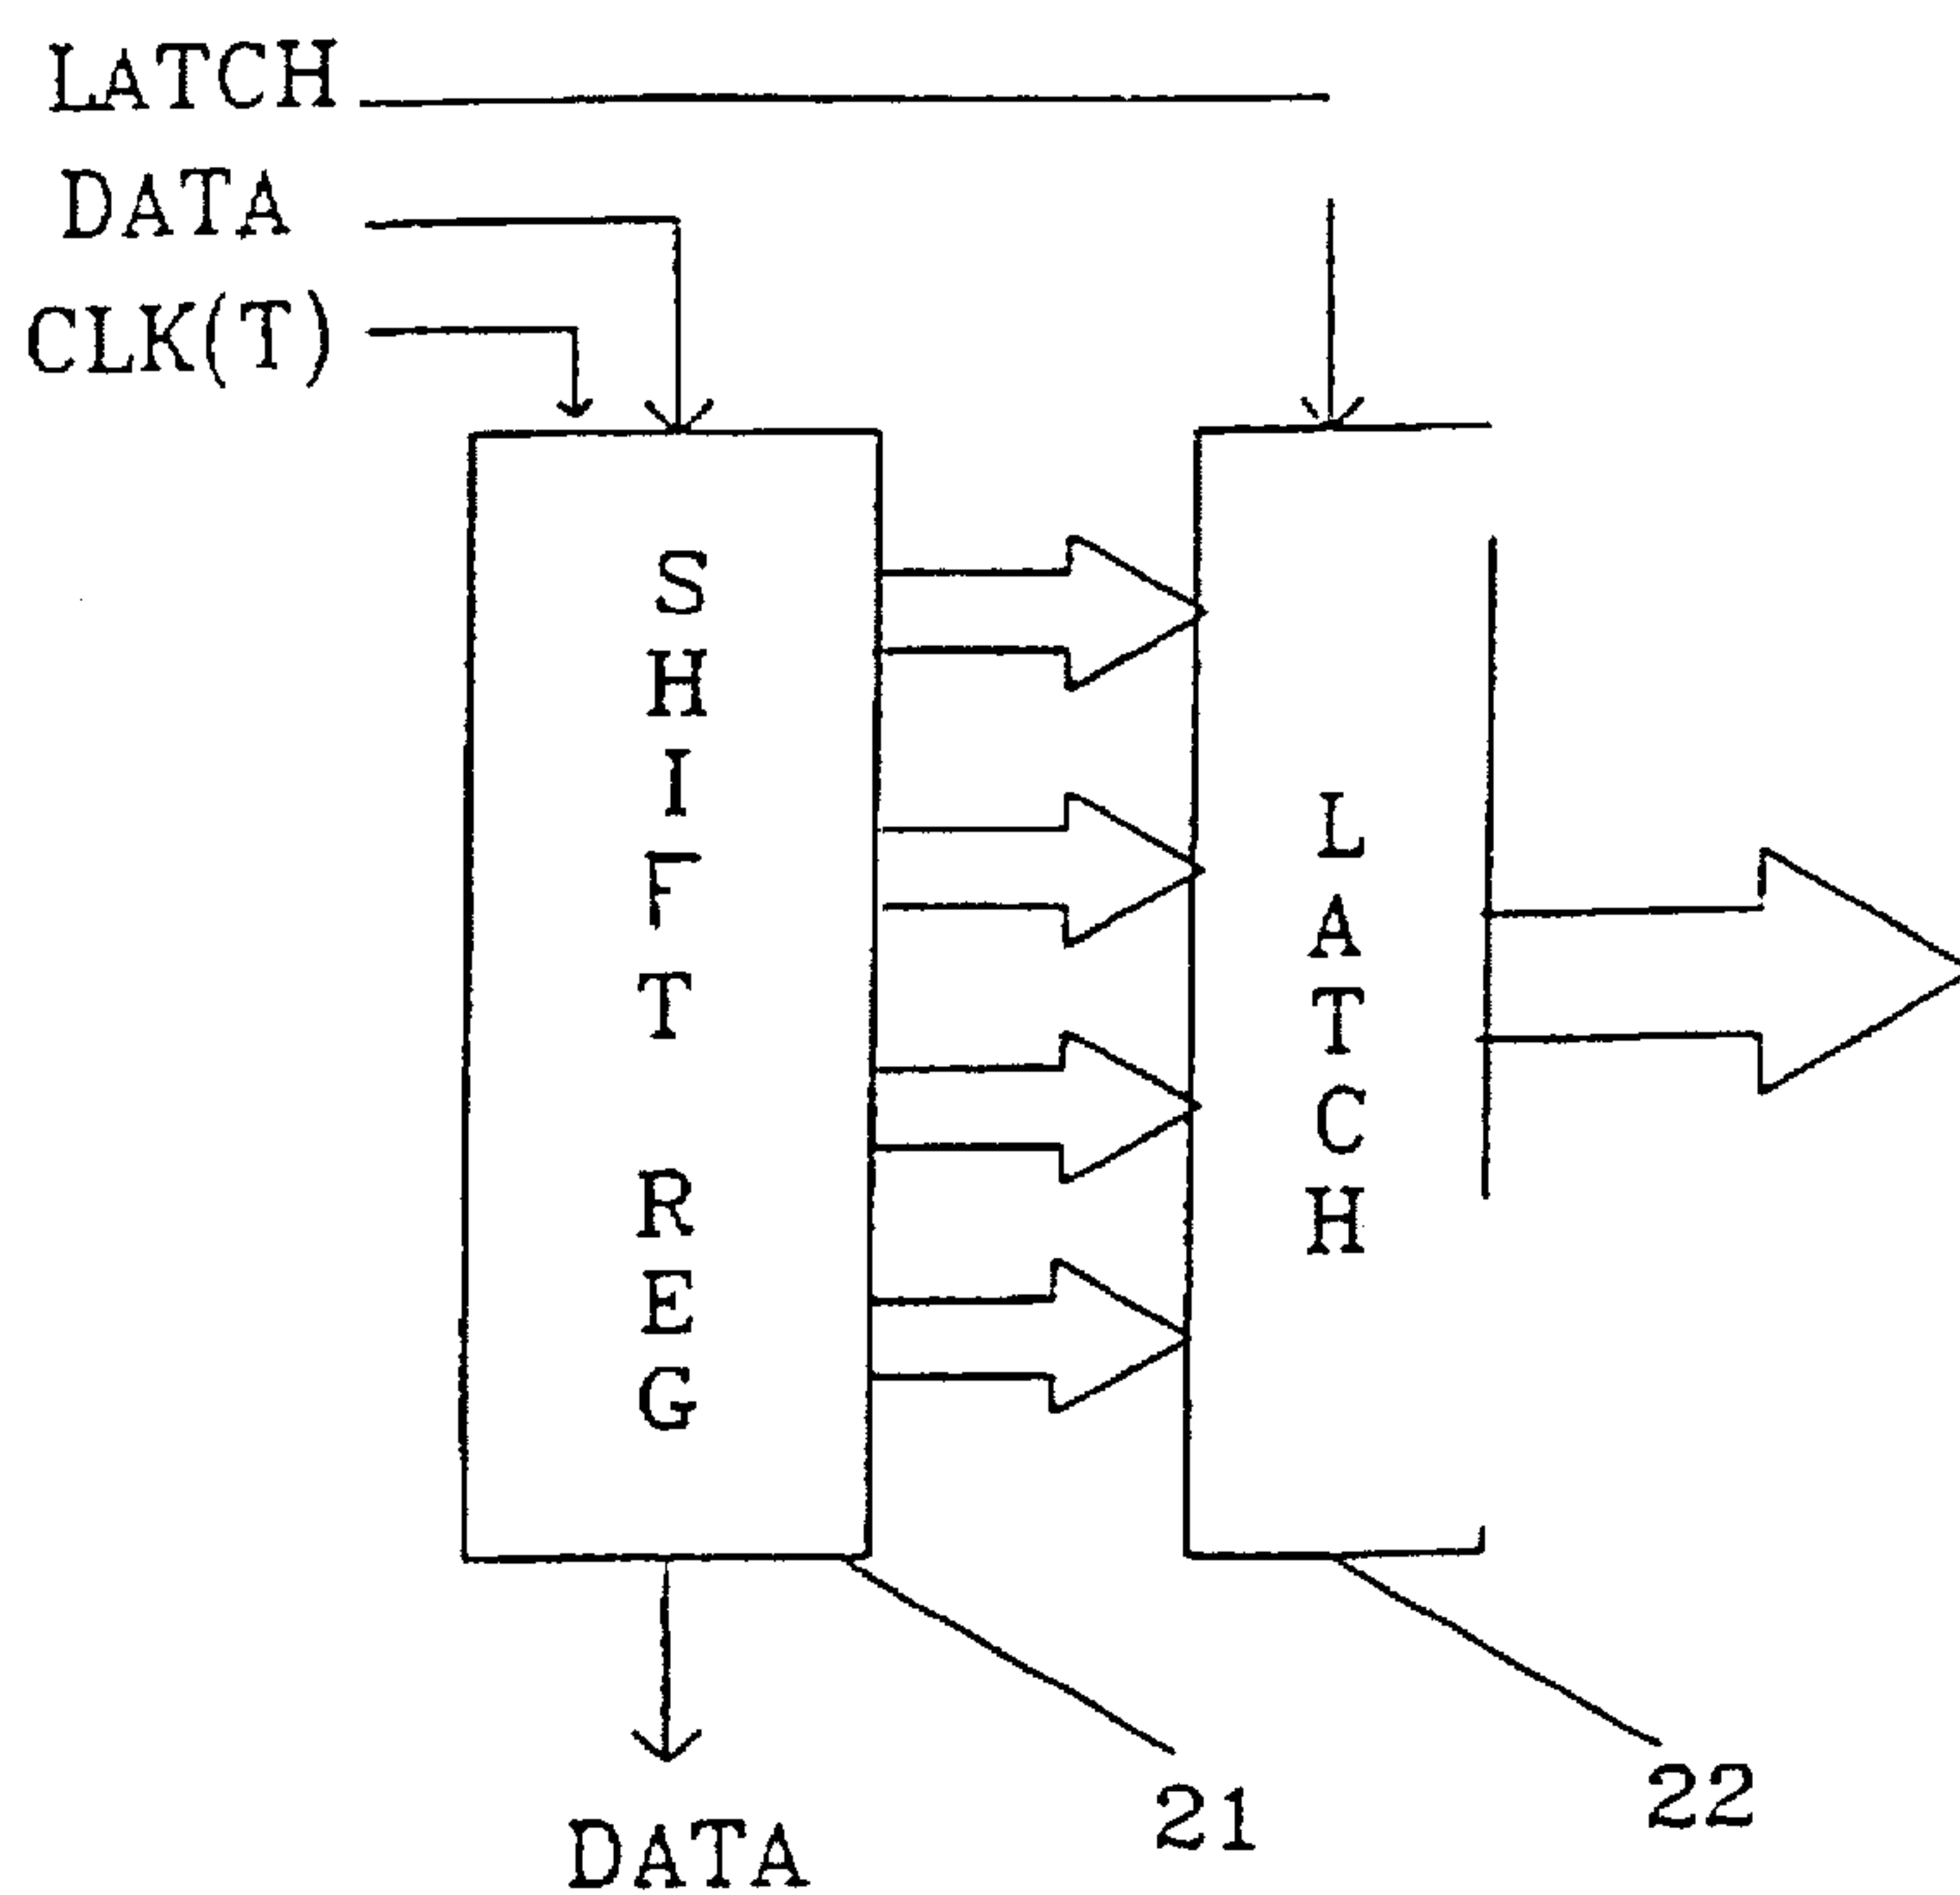 LATCH
DATA
CLK(T)
SHIFT REG
LATCH
DATA
21
22